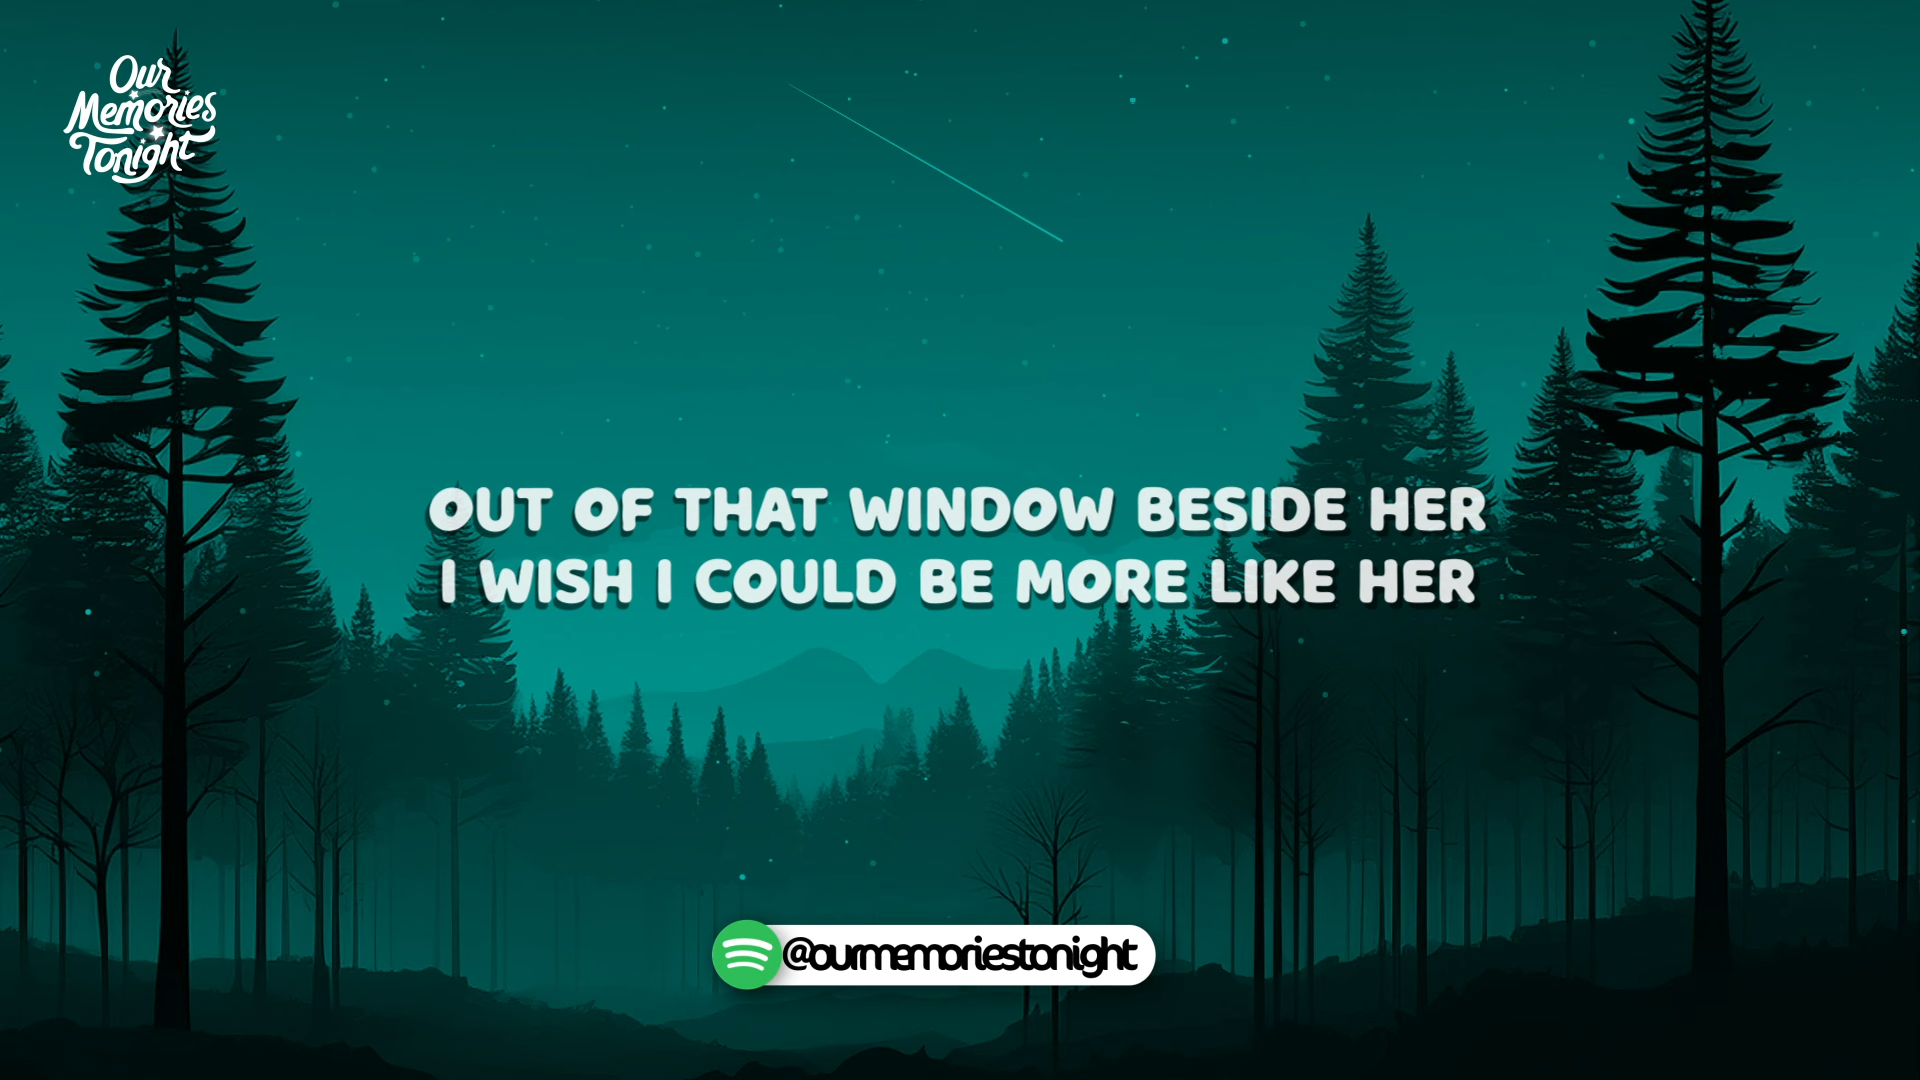 Our
Memories
Tonight
OUT OF THAT WINDOW BESIDE HER
I WISH I COULD BE MORE LIKE HER
@ourmemoriestonight